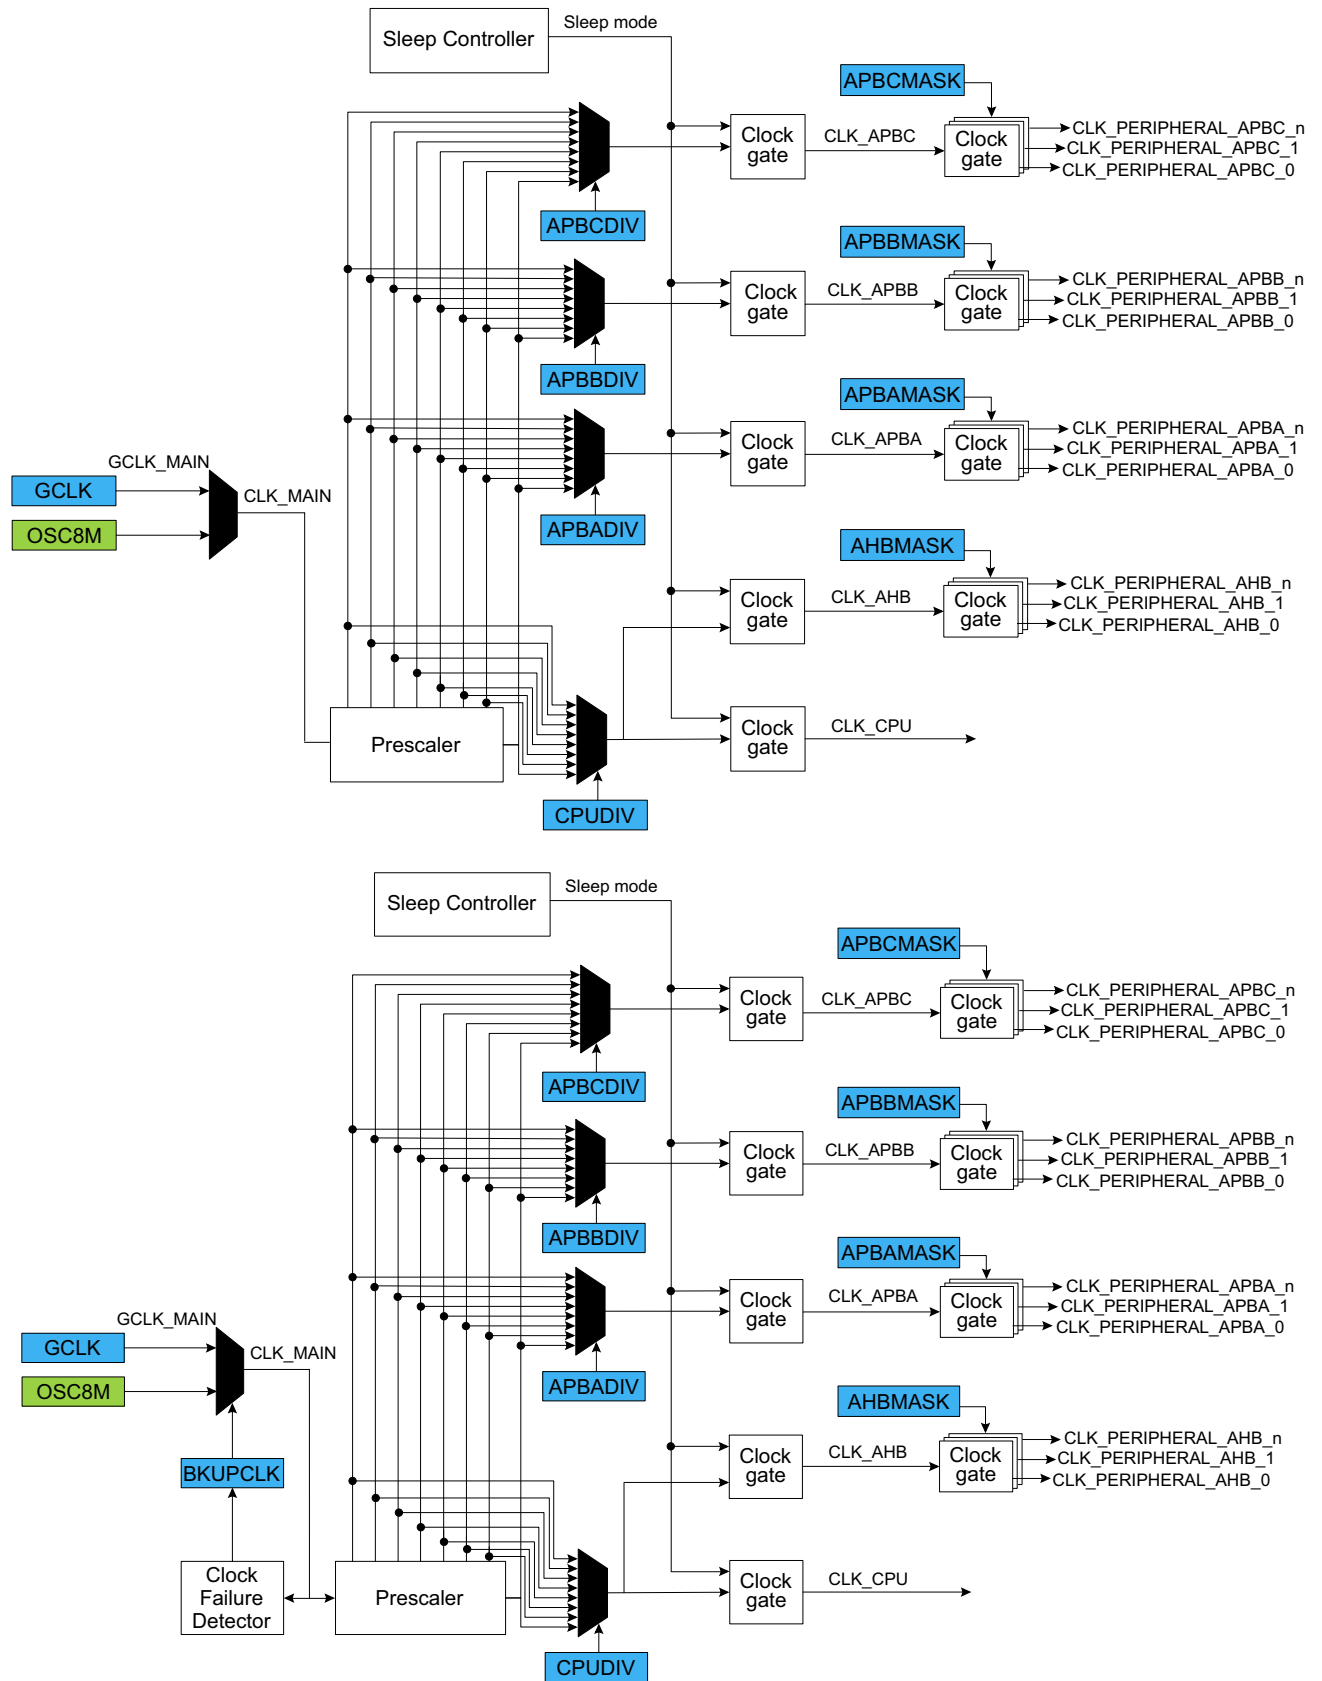 Sleep mode
Sleep Controller
APBCMASK
Clock
gate
CLK_APBC
Clock
gate
CLK_PERIPHERAL_APBC_n
CLK_PERIPHERAL_APBC_1
CLK_PERIPHERAL_APBC_0
APBCDIV
APBBMASK
Clock
gate
CLK_APBB
Clock
gate
CLK_PERIPHERAL_APBB_n
CLK_PERIPHERAL_APBB_1
CLK_PERIPHERAL_APBB_0
APBBDIV
APBAMASK
Clock
gate
CLK_APBA
Clock
gate
CLK_PERIPHERAL_APBA_n
CLK_PERIPHERAL_APBA_1
CLK_PERIPHERAL_APBA_0
GCLK_MAIN
GCLK
CLK_MAIN
OSC8M
APBADIV
AHBMASK
Clock
gate
CLK_AHB
Clock
gate
CLK_PERIPHERAL_AHB_n
CLK_PERIPHERAL_AHB_1
CLK_PERIPHERAL_AHB_0
Prescaler
Clock
gate
CLK_CPU
CPUDIV
Sleep mode
Sleep Controller
APBCMASK
Clock
gate
CLK_APBC
Clock
gate
CLK_PERIPHERAL_APBC_n
CLK_PERIPHERAL_APBC_1
CLK_PERIPHERAL_APBC_0
APBCDIV
APBBMASK
Clock
gate
CLK_APBB
Clock
gate
CLK_PERIPHERAL_APBB_n
CLK_PERIPHERAL_APBB_1
CLK_PERIPHERAL_APBB_0
APBBDIV
APBAMASK
Clock
gate
CLK_APBA
Clock
gate
CLK_PERIPHERAL_APBA_n
CLK_PERIPHERAL_APBA_1
CLK_PERIPHERAL_APBA_0
GCLK_MAIN
GCLK
CLK_MAIN
OSC8M
APBADIV
AHBMASK
Clock
gate
CLK_AHB
Clock
gate
CLK_PERIPHERAL_AHB_n
CLK_PERIPHERAL_AHB_1
CLK_PERIPHERAL_AHB_0
BKUPCLK
Clock
Failure
Detector
Prescaler
Clock
gate
CLK_CPU
CPUDIV